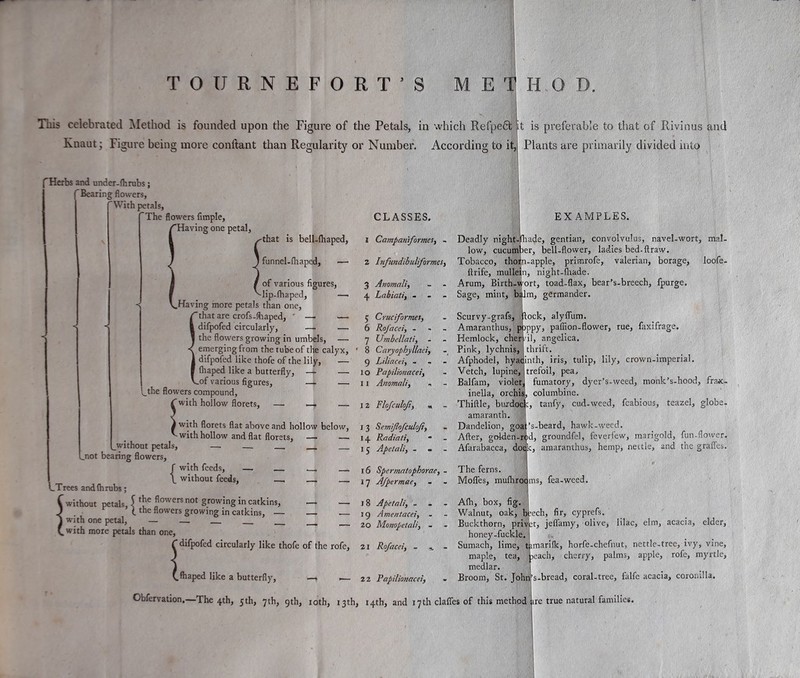 TOURNEFORT'S METHOD.
This celebrated Method is founded upon the Figure of the Petals, in which Reſpect it is preferable to that of Rivinus and
Knaut; Figure being more conſtant than Regularity or Number. According to it, Plants are primarily divided into
Herbs and under-ſhrubs;
Bearing flowers,
With petals,
The flowers ſimple,
CLASSES. EXAMPLES.
Having one petal,
that is bell-ſhaped, 1 Campaniformes, - Deadly night-ſhade, gentian, convolvulus, navel-wort, mal-
low, cucumber, bell-flower, ladies bed-ſtraw.
funnel-ſhaped, — 2 Infundibuliformes, Tobacco, thorn-apple, primroſe, valerian, borage, looſe-
ſtrife, mullein, night-ſhade.
of various figures, 3 Anomali, - - Arum, Birth-wort, toad-flax, bear's-breech, ſpurge.
lip-ſhaped, — 4 Labiati, - - - Sage, mint, balm, germander.
Having more petals than one,
that are croſs-ſhaped, — — 5 Cruciformes, - Scurvy-graſs, ſtock, alyſſum.
diſpoſed circularly, — — 6 Roſacei, - - - Amaranthus, poppy, paſſion-flower, rue, ſaxifrage.
the flowers growing in umbels, — 7 Umbellati, - - Hemlock, chervil, angelica.
emerging from the tube of the calyx, 8 Caryophyllaei, - Pink, lychnis, thrift.
diſpoſed like thoſe of the lily, — 9 Liliacei, - - - Aſphodel, hyacinth, iris, tulip, lily, crown-imperial.
ſhaped like a butterfly, — — 10 Papilionacei, - Vetch, lupine, trefoil, pea.
of various figures, — — 11 Anomali, - - Balſam, violet, fumatory, dyer's-weed, monk's-hood, frax-
inella, orchis, columbine.
the flowers compound,
with hollow florets, — — — 12 Floſculoſi, - - Thiſtle, burdock, tanſy, cud-weed, ſcabious, teazel, globe-
amaranth.
with florets flat above and hollow below, 13 Semifloſculoſi, - Dandelion, goat's-beard, hawk-weed.
with hollow and flat florets, — — 14 Radiati, - - Aſter, golden-rod, groundſel, feverfew, marigold, ſun-flower.
without petals, — — — — — 15 Apetali, - - - Aſarabacca, dock, amaranthus, hemp, nettle, and the graſſes.
not bearing flowers,
with ſeeds, — — — — 16 Spermatophorae, - The ferns.
without ſeeds, — — — 17 Aſpermae, - - Moſſes, muſhrooms, ſea-weed.
Trees and ſhrubs;
without petals, the flowers not growing in catkins, — — 18 Apetali, - - - Aſh, box, fig.
the flowers growing in catkins, — — — 19 Amentacei, - - Walnut, oak, beech, fir, cypreſs.
with one petal, — — — — — — — 20 Monopetali, - - Buckthorn, privet, jeſſamy, olive, lilac, elm, acacia, elder,
honey-ſuckle.
with more petals than one,
diſpoſed circularly like thoſe of the roſe, 21 Roſacei, - - - Sumach, lime, tamariſk, horſe-cheſnut, nettle-tree, ivy, vine,
maple, tea, peach, cherry, palms, apple, roſe, myrtle,
medlar.
ſhaped like a butterfly, — — 22 Papilionacei, - Broom, St. John's-bread, coral-tree, falſe acacia, coronilla.
Obſervation.—The 4th, 5th, 7th, 9th, 10th, 13th, 14th, and 17th claſſes of this method are true natural families.